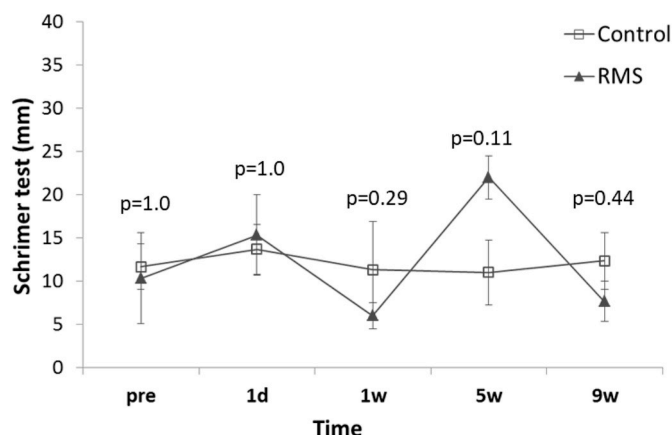 40
35
30
25
20
15
10
5
0
Schrimer test (mm)
Control
RMS
p=1.0
p=1.0
p=0.29
p=0.11
p=0.44
pre
1d
1w
5w
9w
Time